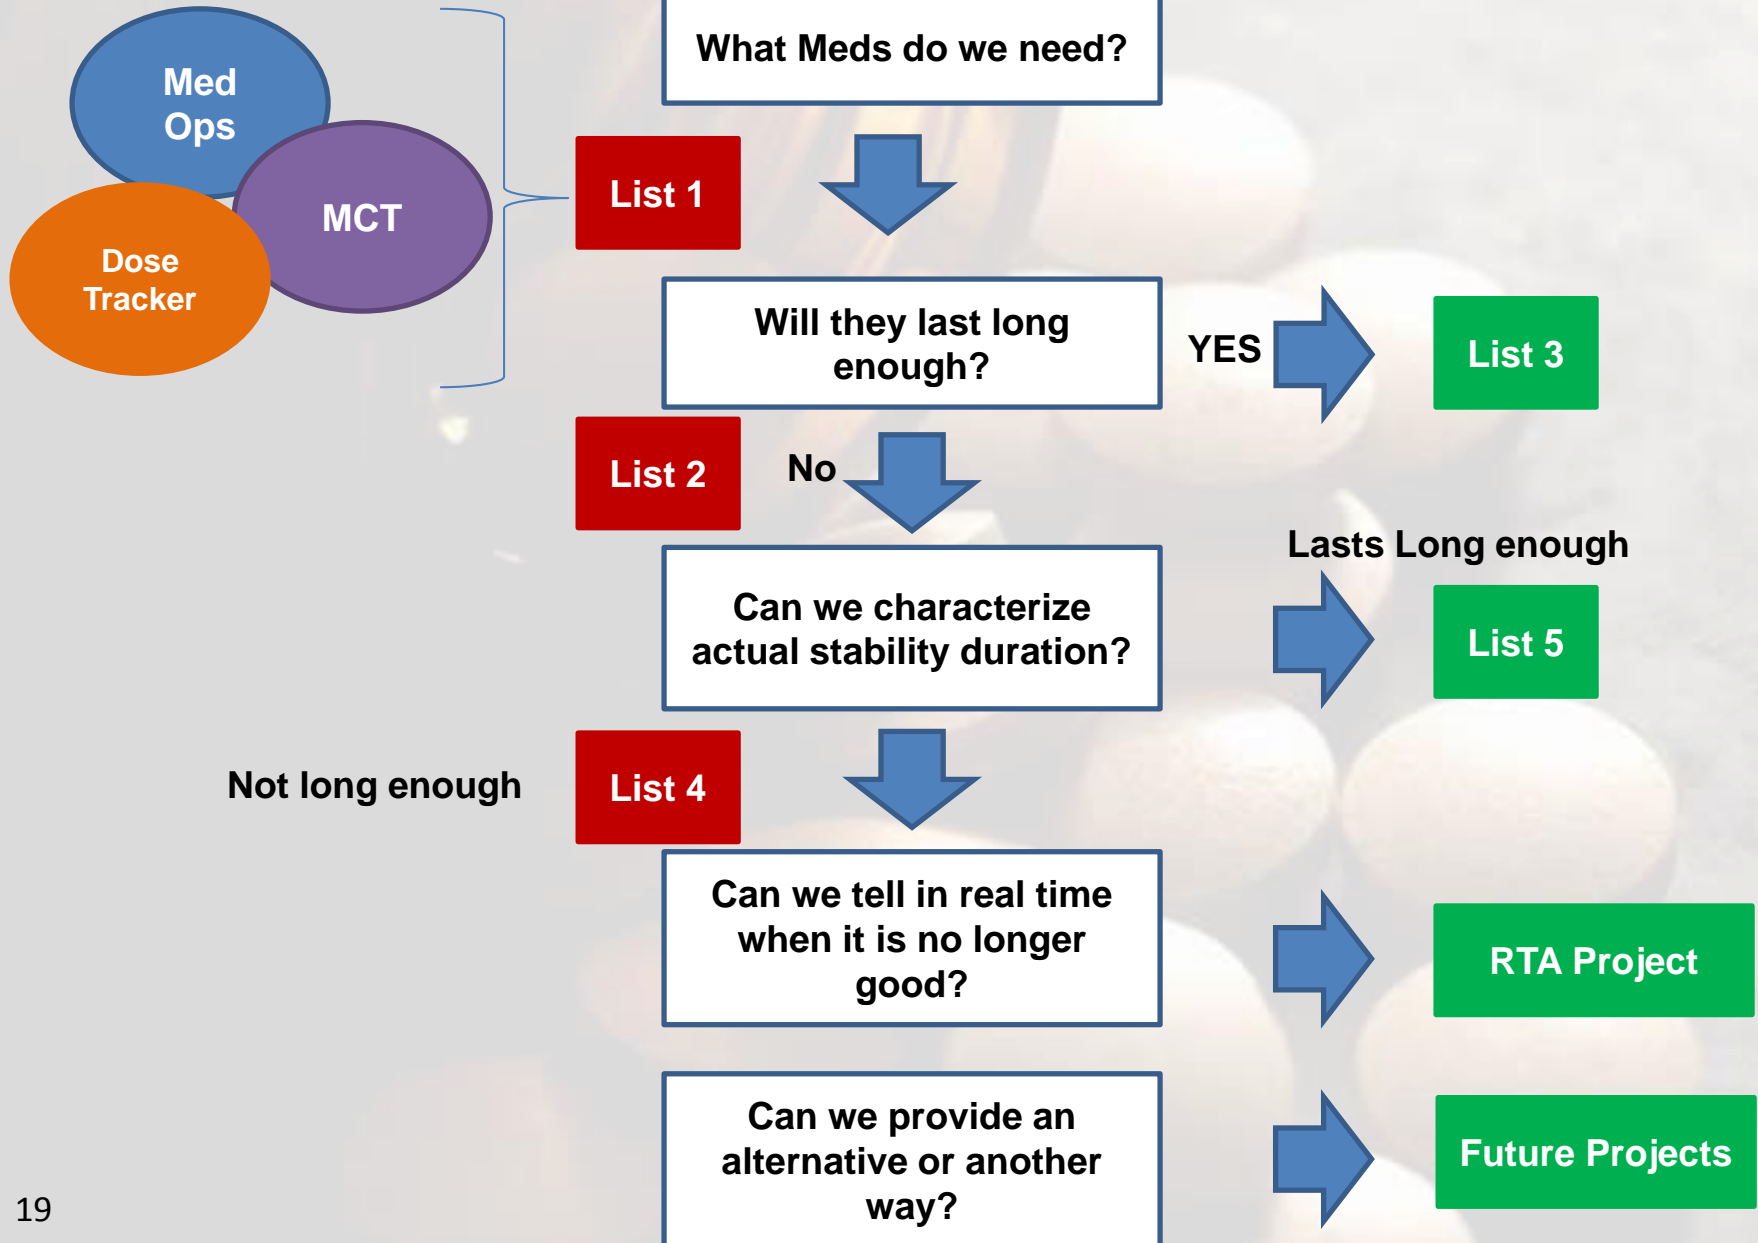 What Meds do we need?
Med
Ops
MCT
Dose
Tracker
List 1
Will they last long
enough?
YES
List 3
List 2
No
Lasts Long enough
Can we characterize
actual stability duration?
List 5
Not long enough
List 4
Can we tell in real time
when it is no longer
good?
RTA Project
Can we provide an
alternative or another
way?
Future Projects
19